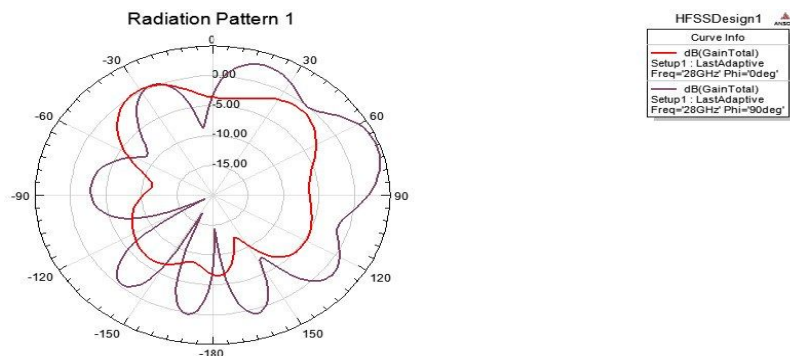 Radiation Pattern 1
HFSSDesign1
ANSO
Curve Info
dB(GainTotal)
Setup1 : LastAdaptive
Freq='28GHz' Phi='0deg'
dB(GainTotal)
Setup1 : LastAdaptive
Freq='28GHz' Phi='90deg'
0
-30
30
0.00
-5.00
-60
60
-10.00
-15.00
-90
90
-120
120
-150
150
-180